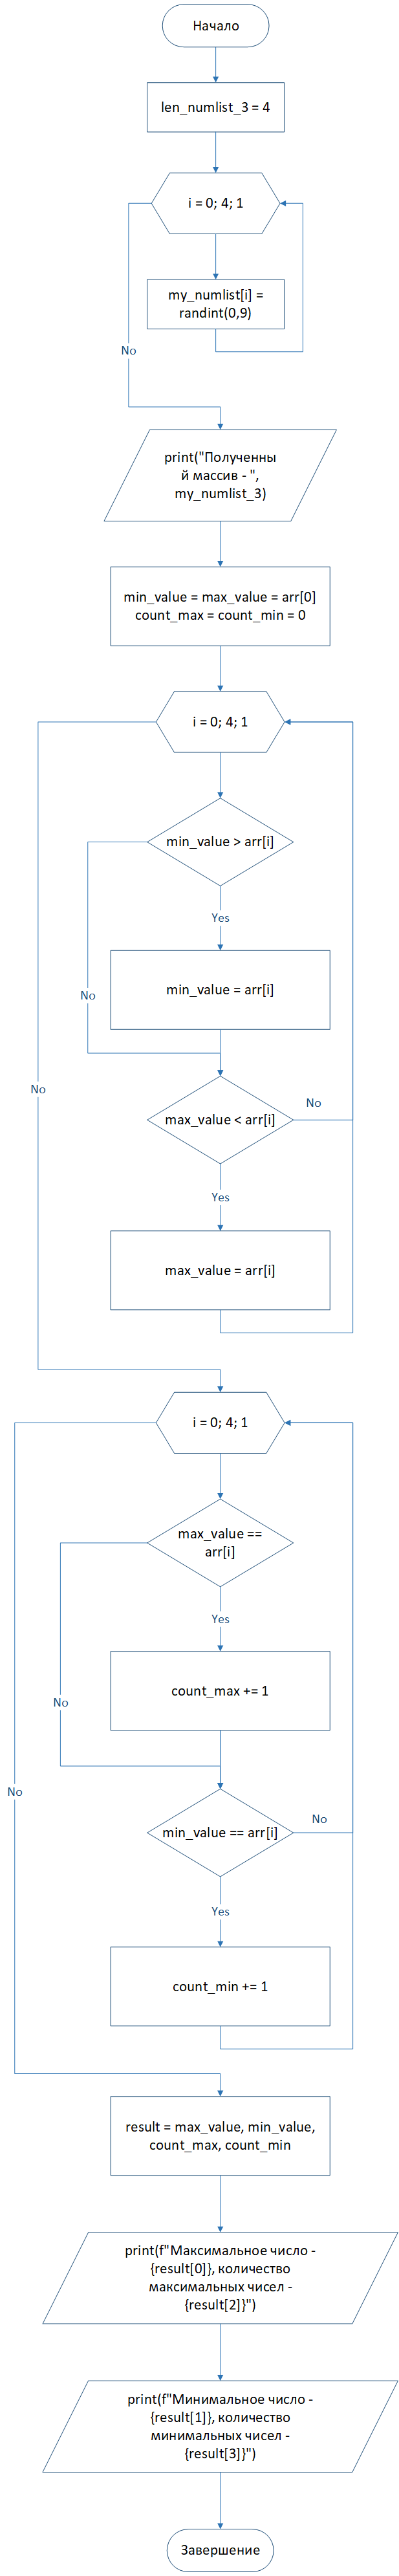 Начало
len_numlist_3 = 4
i = 0; 4; 1
my_numlist[i] =
randint(0,9)
No
print("Полученны
й массив - ",
my_numlist_3)
min_value = max_value = arr[0]
count_max = count_min = 0
i = 0; 4; 1
min_value > arr[i]
Yes
min_value = arr[i]
No
No
max_value < arr[i]
No
Yes
max_value = arr[i]
i = 0; 4; 1
max_value ==
arr[i]
Yes
count_max += 1
No
No
min_value == arr[i]
No
Yes
count_min += 1
result = max_value, min_value,
count_max, count_min
print(f"Максимальное число -
{result[0]}, количество
максимальных чисел -
{result[2]}")
print(f"Минимальное число -
{result[1]}, количество
минимальных чисел -
{result[3]}")
Завершение